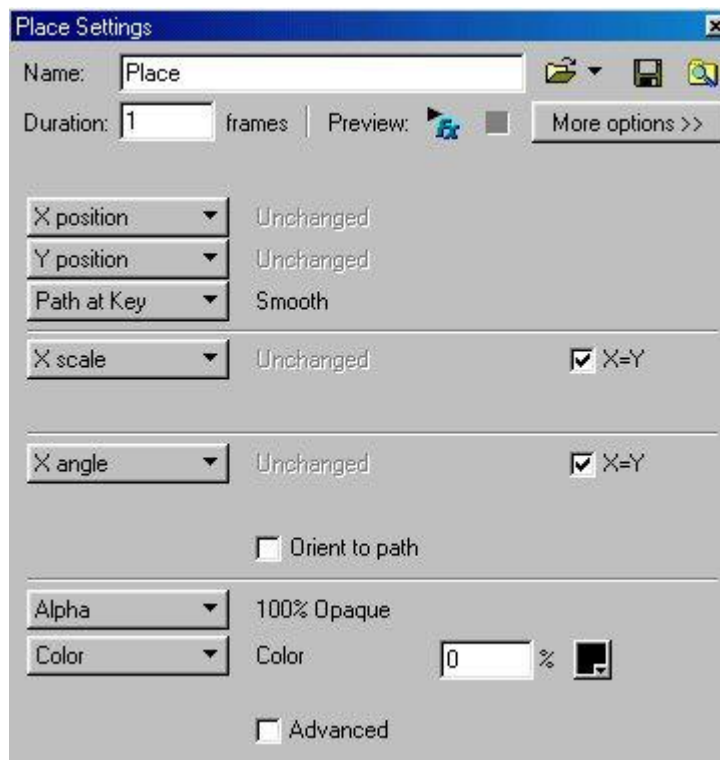 Place Settings
Name: Place
Duration: 1 frames Preview: fx More options >>
X position Unchanged
Y position Unchanged
Path at Key Smooth
X scale Unchanged X=Y
X angle Unchanged X=Y
Orient to path
Alpha 100% Opaque
Color Color 0 %
Advanced